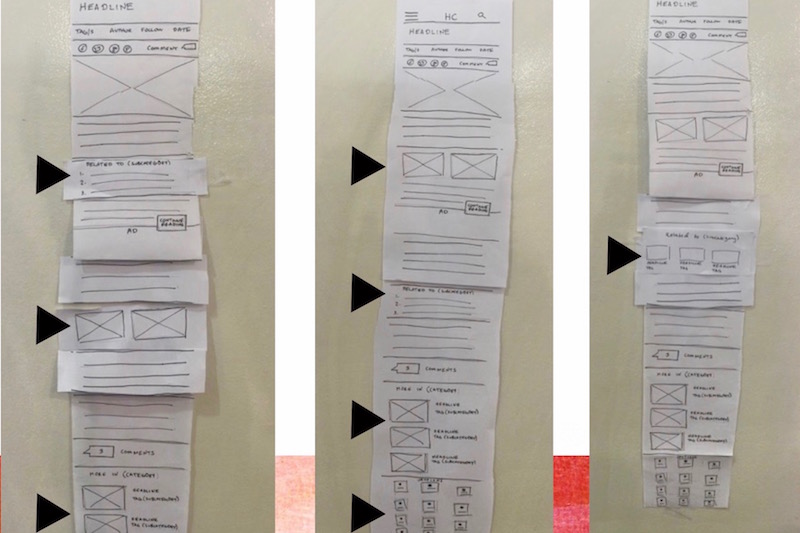 HEADLINE
TAG/S AUTHOR FOLLOW DATE
COMMENT
RELATED TO (SUBCATEGORY)
1.
2.
3.
CONTINUE READING
AD
3 COMMENTS
MORE IN (CATEGORY
HEADLINE
TAG (SUBCATEGORY)
HEADLINE
TAG (SUBCATEGORY)
HC
HEADLINE
TAG/S AUTHOR FOLLOW DATE
COMMENT
CONTINUE READING
AD
RELATED TO (SUBCATEGORY)
1.
2.
3.
3 COMMENTS
MORE IN (CATEGORY
HEADLINE
TAG (SUBCATEGORY)
HEADLINE
TAG (SUBCATEGORY)
HEADLINE
TAG (SUBCATEGORY)
HEADLINE
TAG/S AUTHOR FOLLOW DATE
COMMENT
CONTINUE READING
AD
RELATED TO (SUBCATEGORY)
HEADLINE HEADLINE HEADLINE
TAG TAG TAG
3 COMMENTS
MORE IN (CATEGORY
HEADLINE
TAG (SUBCATEGORY)
HEADLINE
TAG (SUBCATEGORY)
HEADLINE
TAG (SUBCATEGORY)